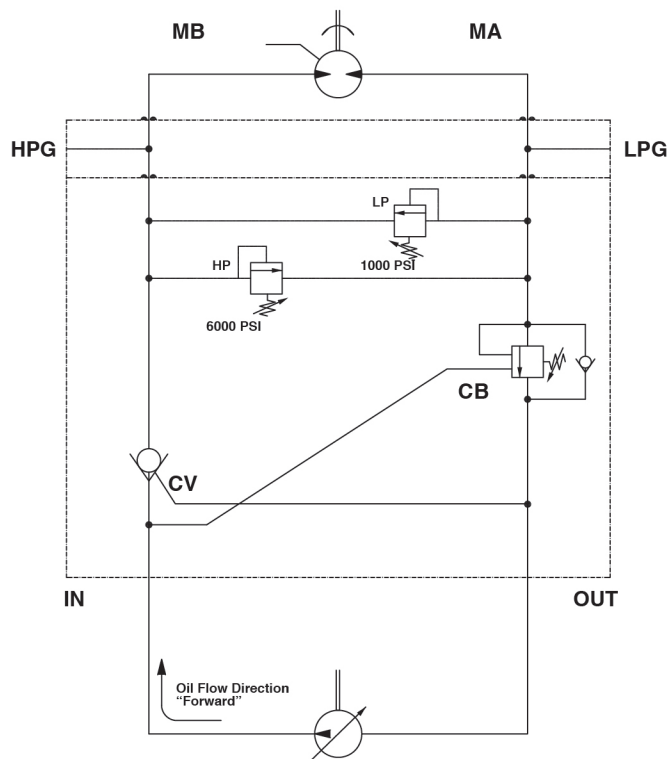 MB
MA
HPG
LPG
LP
1000 PSI
HP
6000 PSI
CB
CV
IN
OUT
Oil Flow Direction
"Forward"